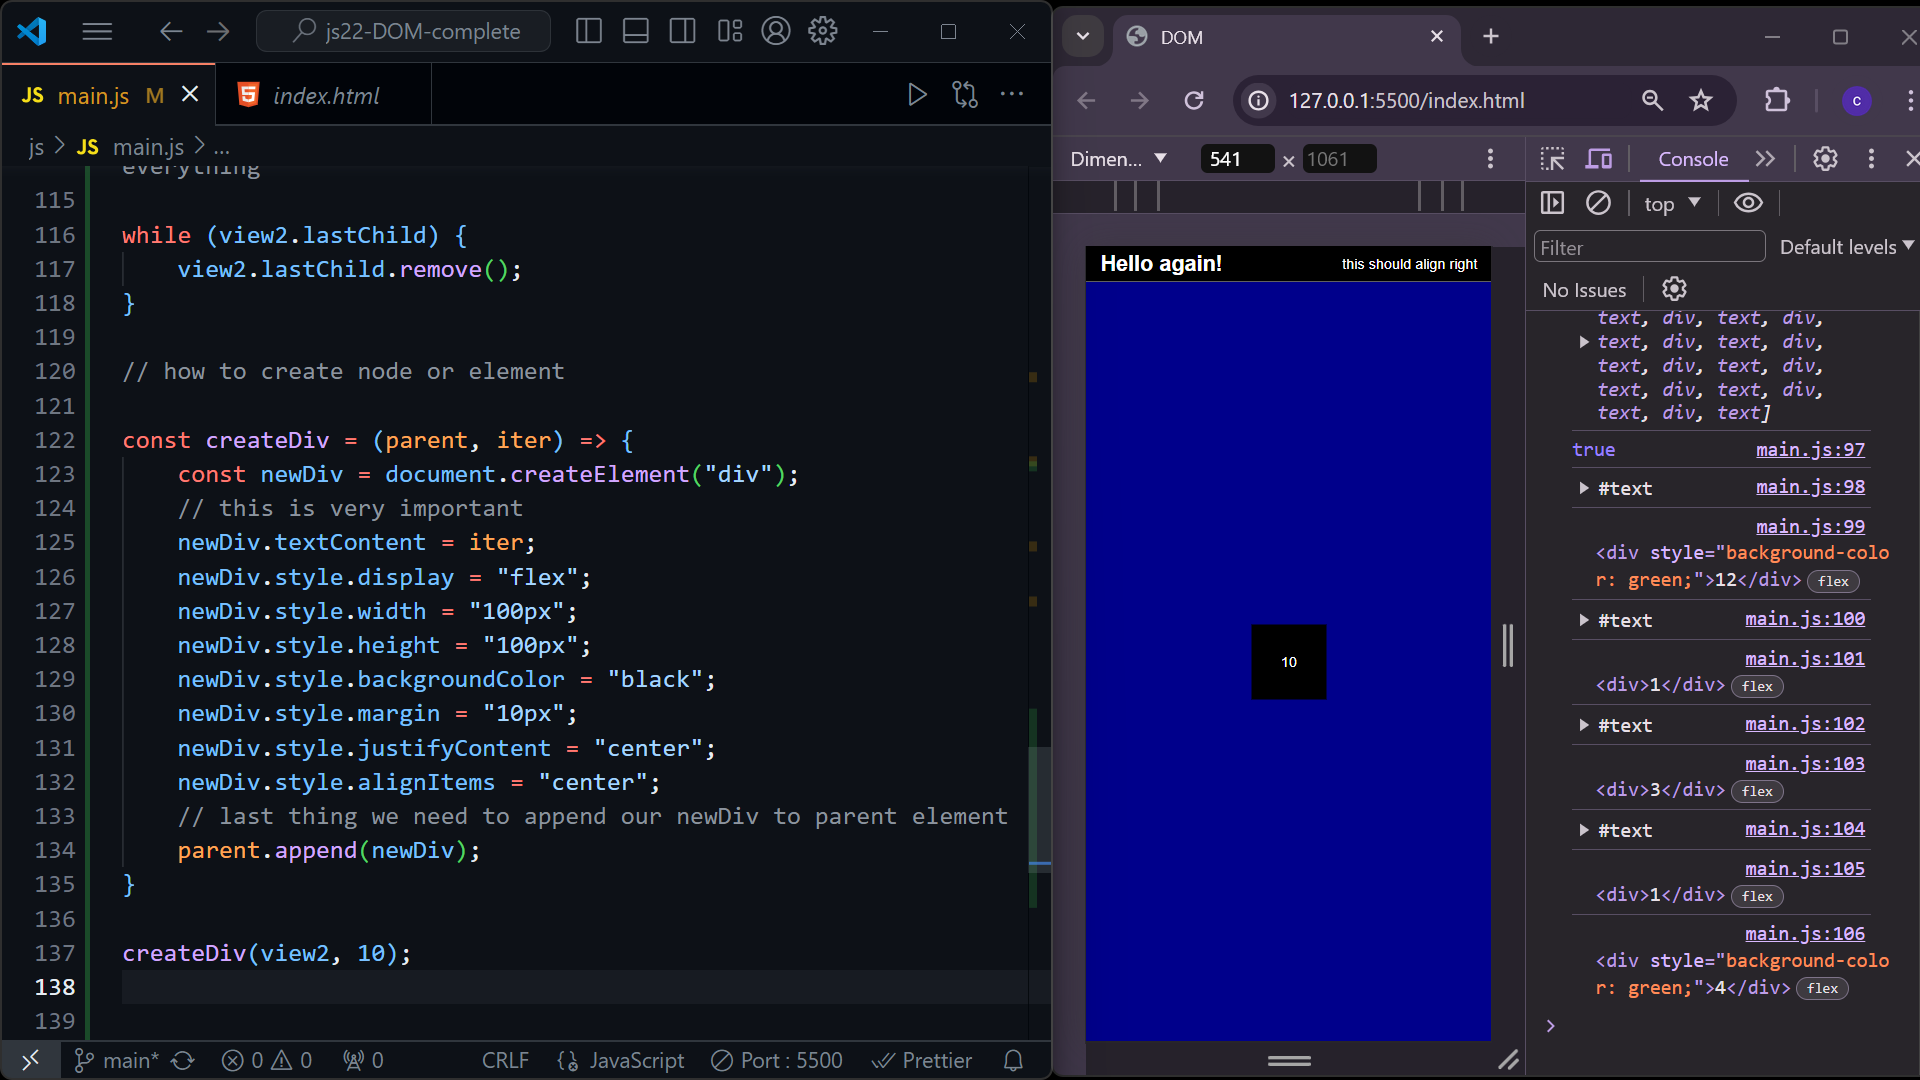 js22-DOM-complete
JS main.js M
index.html
js > JS main.js > ...
everything
115
116 while (view2.lastChild) {
117 view2.lastChild.remove();
118 }
119
120 // how to create node or element
121
122 const createDiv = (parent, iter) => {
123 const newDiv = document.createElement("div");
124 // this is very important
125 newDiv.textContent = iter;
126 newDiv.style.display = "flex";
127 newDiv.style.width = "100px";
128 newDiv.style.height = "100px";
129 newDiv.style.backgroundColor = "black";
130 newDiv.style.margin = "10px";
131 newDiv.style.justifyContent = "center";
132 newDiv.style.alignItems = "center";
133 // last thing we need to append our newDiv to parent element
134 parent.append(newDiv);
135 }
136
137 createDiv(view2, 10);
138
139
main* 0 0 0 CRLF JavaScript Port : 5500 Prettier
DOM
127.0.0.1:5500/index.html
c
Dimen... 541 × 1061
Hello again! this should align right
10
Console
top
Filter
Default levels
No Issues
text, div, text, div,
text, div, text, div,
text, div, text, div,
text, div, text, div,
text, div, text]
true main.js:97
#text main.js:98
main.js:99
<div style="background-colo
r: green;">12</div> flex
#text main.js:100
main.js:101
<div>1</div> flex
#text main.js:102
main.js:103
<div>3</div> flex
#text main.js:104
main.js:105
<div>1</div> flex
main.js:106
<div style="background-colo
r: green;">4</div> flex